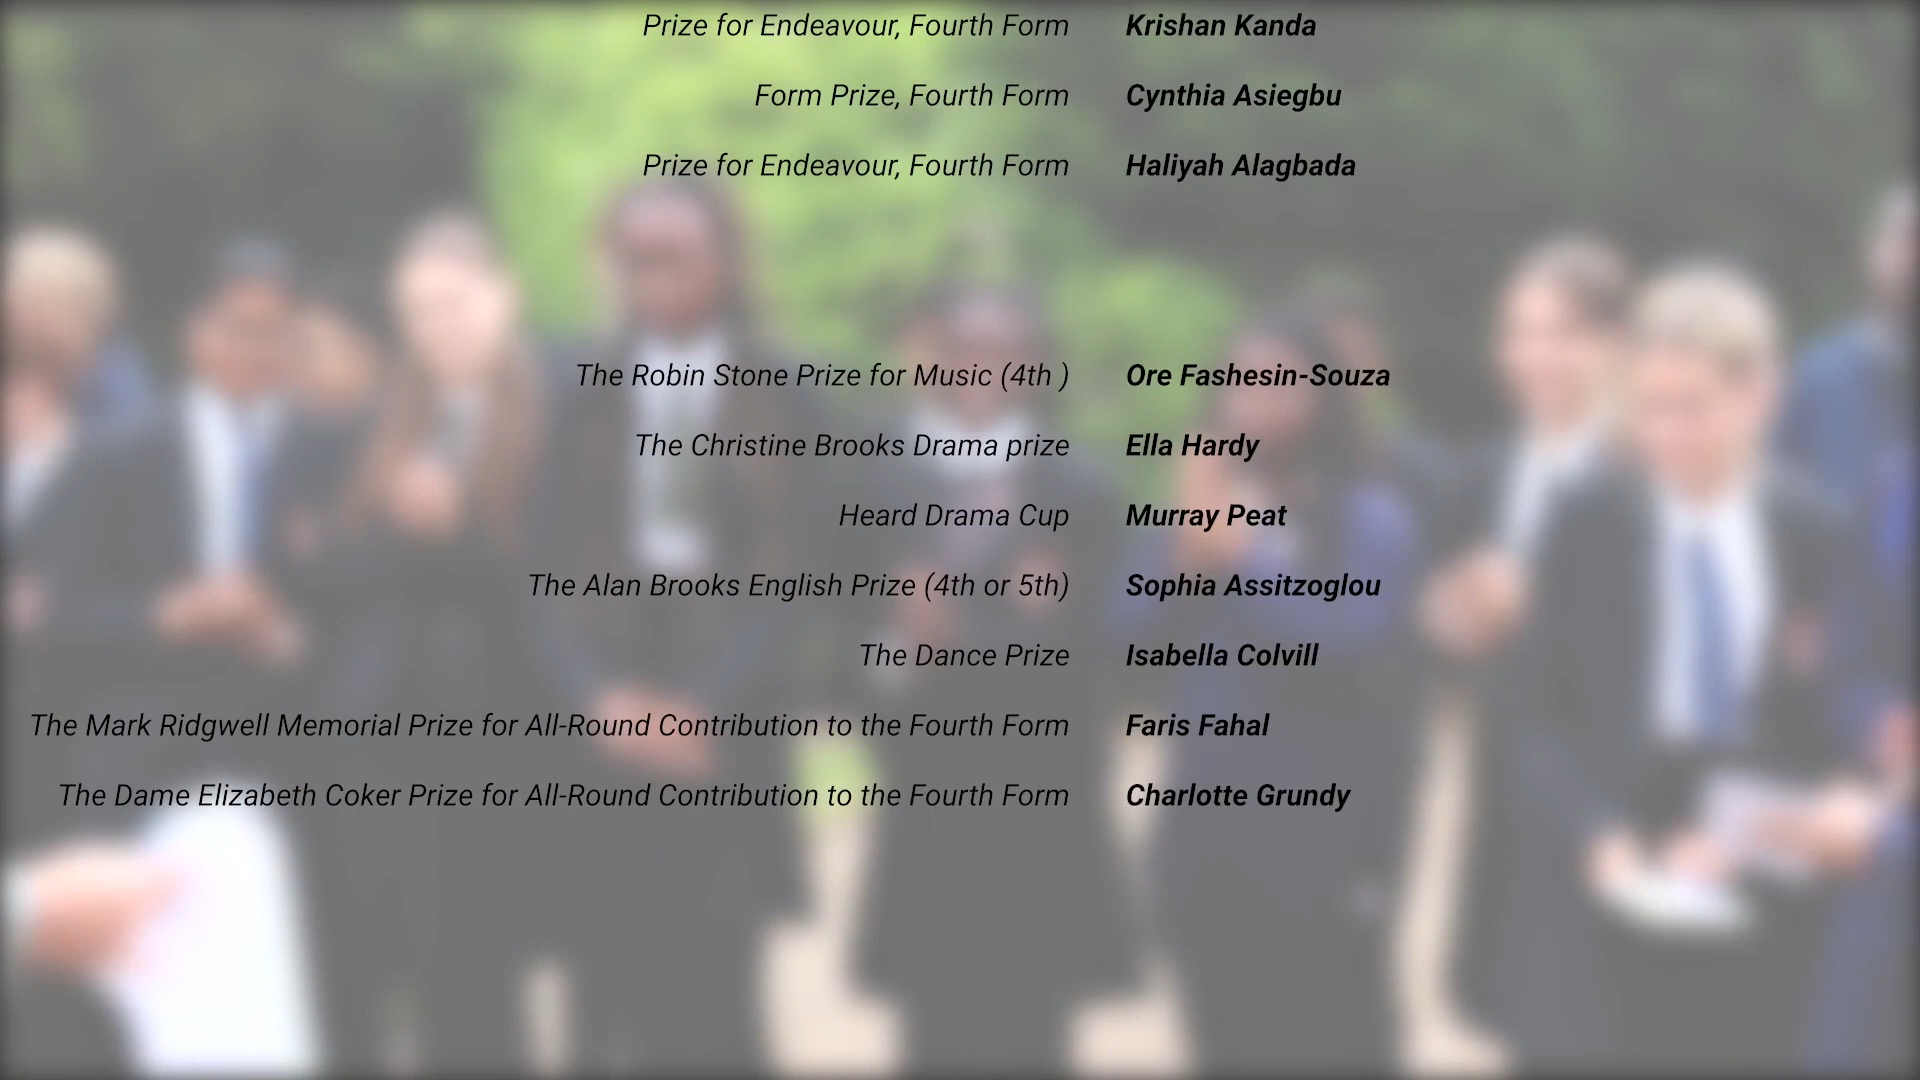 Prize for Endeavour, Fourth Form Krishan Kanda
Form Prize, Fourth Form Cynthia Asiegbu
Prize for Endeavour, Fourth Form Haliyah Alagbada
The Robin Stone Prize for Music (4th ) Ore Fashesin-Souza
The Christine Brooks Drama prize Ella Hardy
Heard Drama Cup Murray Peat
The Alan Brooks English Prize (4th or 5th) Sophia Assitzoglou
The Dance Prize Isabella Colvill
The Mark Ridgwell Memorial Prize for All-Round Contribution to the Fourth Form Faris Fahal
The Dame Elizabeth Coker Prize for All-Round Contribution to the Fourth Form Charlotte Grundy